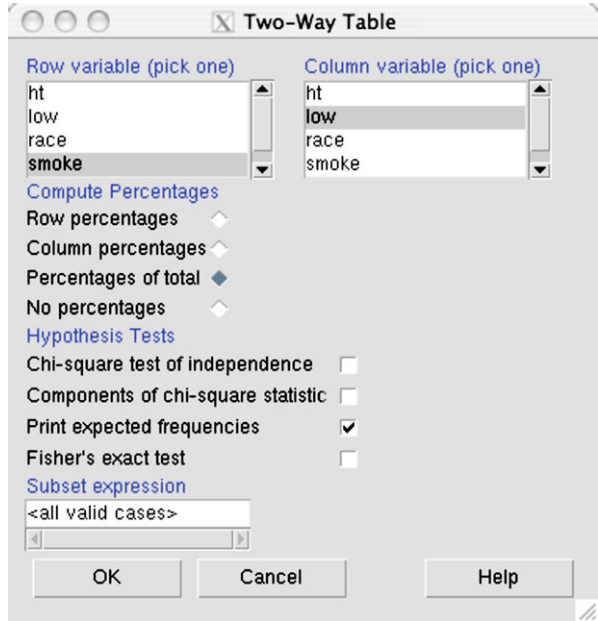 X Two-Way Table
Row variable (pick one) Column variable (pick one)
ht ht
low low
race race
smoke smoke
Compute Percentages
Row percentages
Column percentages
Percentages of total
No percentages
Hypothesis Tests
Chi-square test of independence
Components of chi-square statistic
Print expected frequencies
Fisher's exact test
Subset expression
<all valid cases>
OK Cancel Help